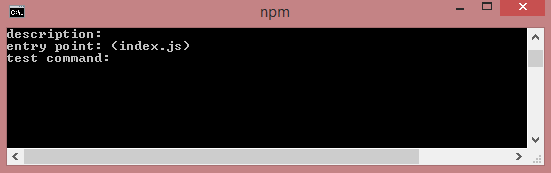 npm
description:
entry point: (index.js)
test command: